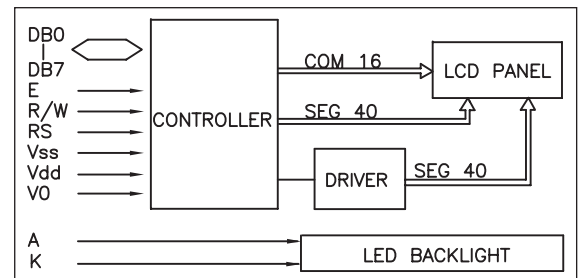 DB0
DB7
E
R/W
RS
Vss
Vdd
V0
A
K
CONTROLLER
COM 16
SEG 40
LCD PANEL
DRIVER
SEG 40
LED BACKLIGHT